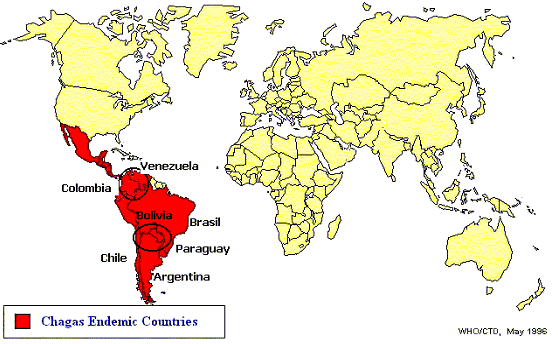 Venezuela
Colombia
Bolivia
Brasil
Paraguay
Chile
Argentina
Chagas Endemic Countries
WHO/CTD, May 1996